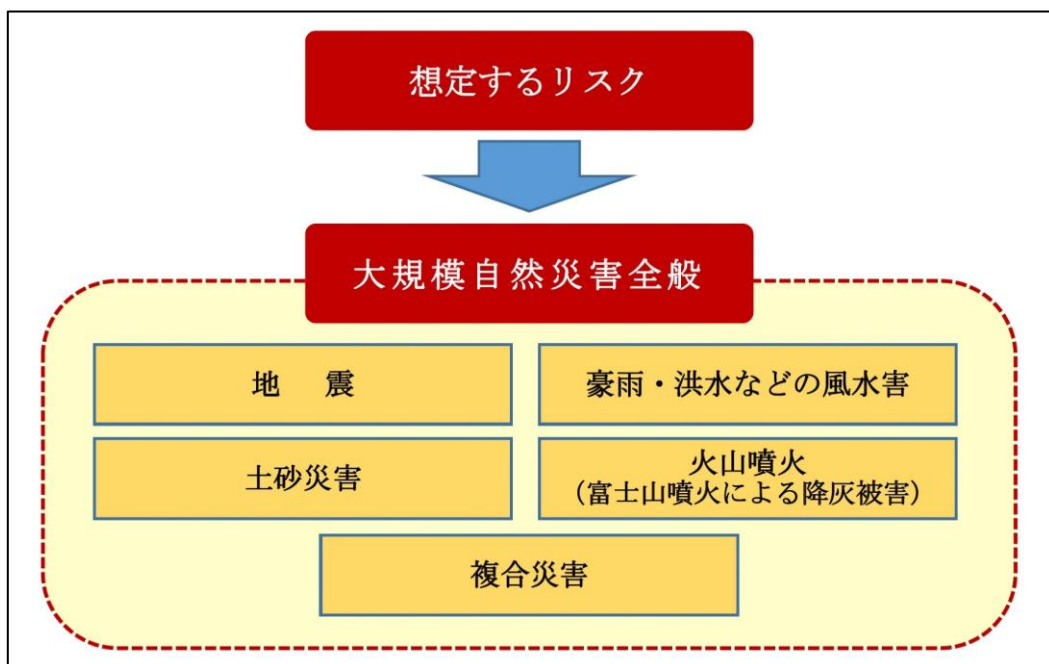 想定するリスク
大規模自然災害全般
地　震
豪雨・洪水などの風水害
土砂災害
火山噴火
（富士山噴火による降灰被害）
複合災害